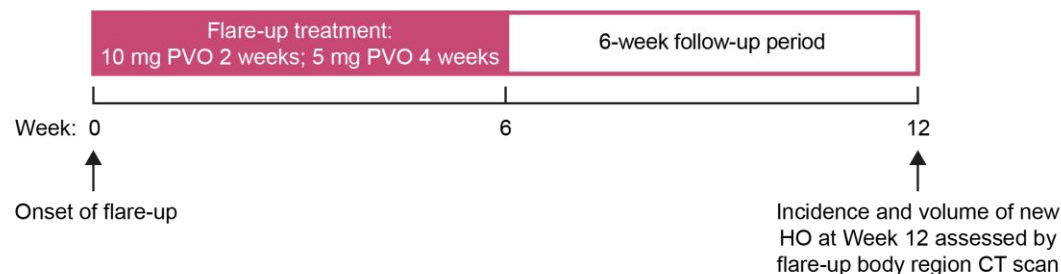 Flare-up treatment:
10 mg PVO 2 weeks; 5 mg PVO 4 weeks
6-week follow-up period
Week: 0 6 12
Onset of flare-up
Incidence and volume of new
HO at Week 12 assessed by
flare-up body region CT scan